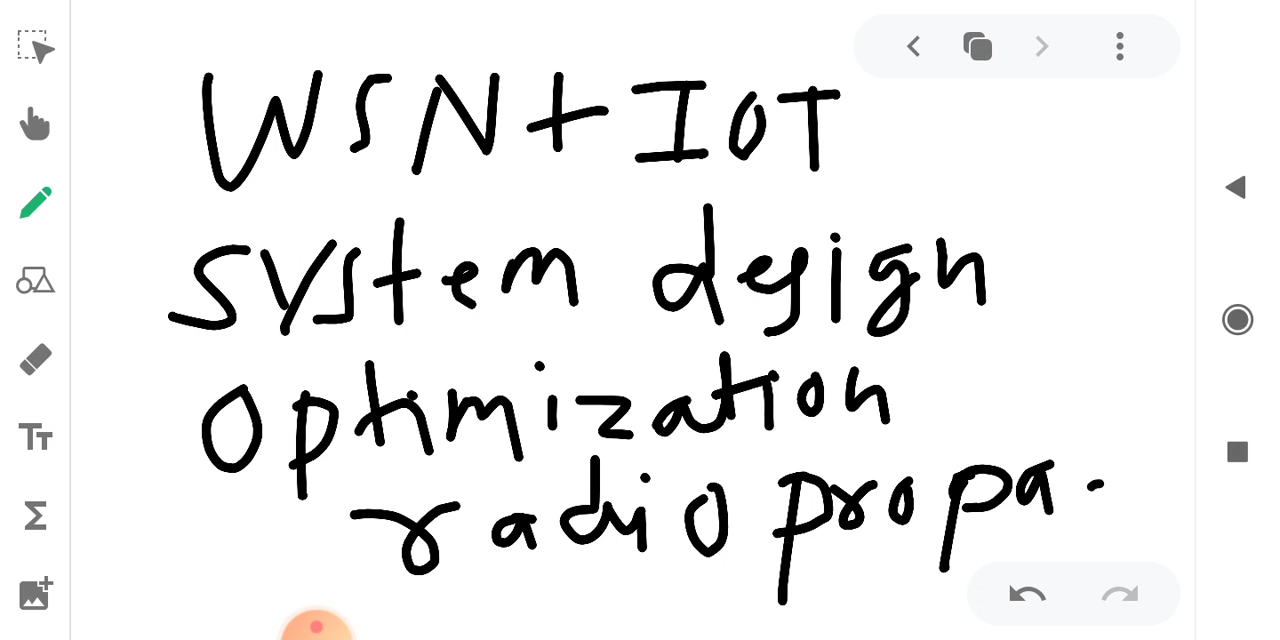 WSN + IOT
System design
Optimization
radio propa.